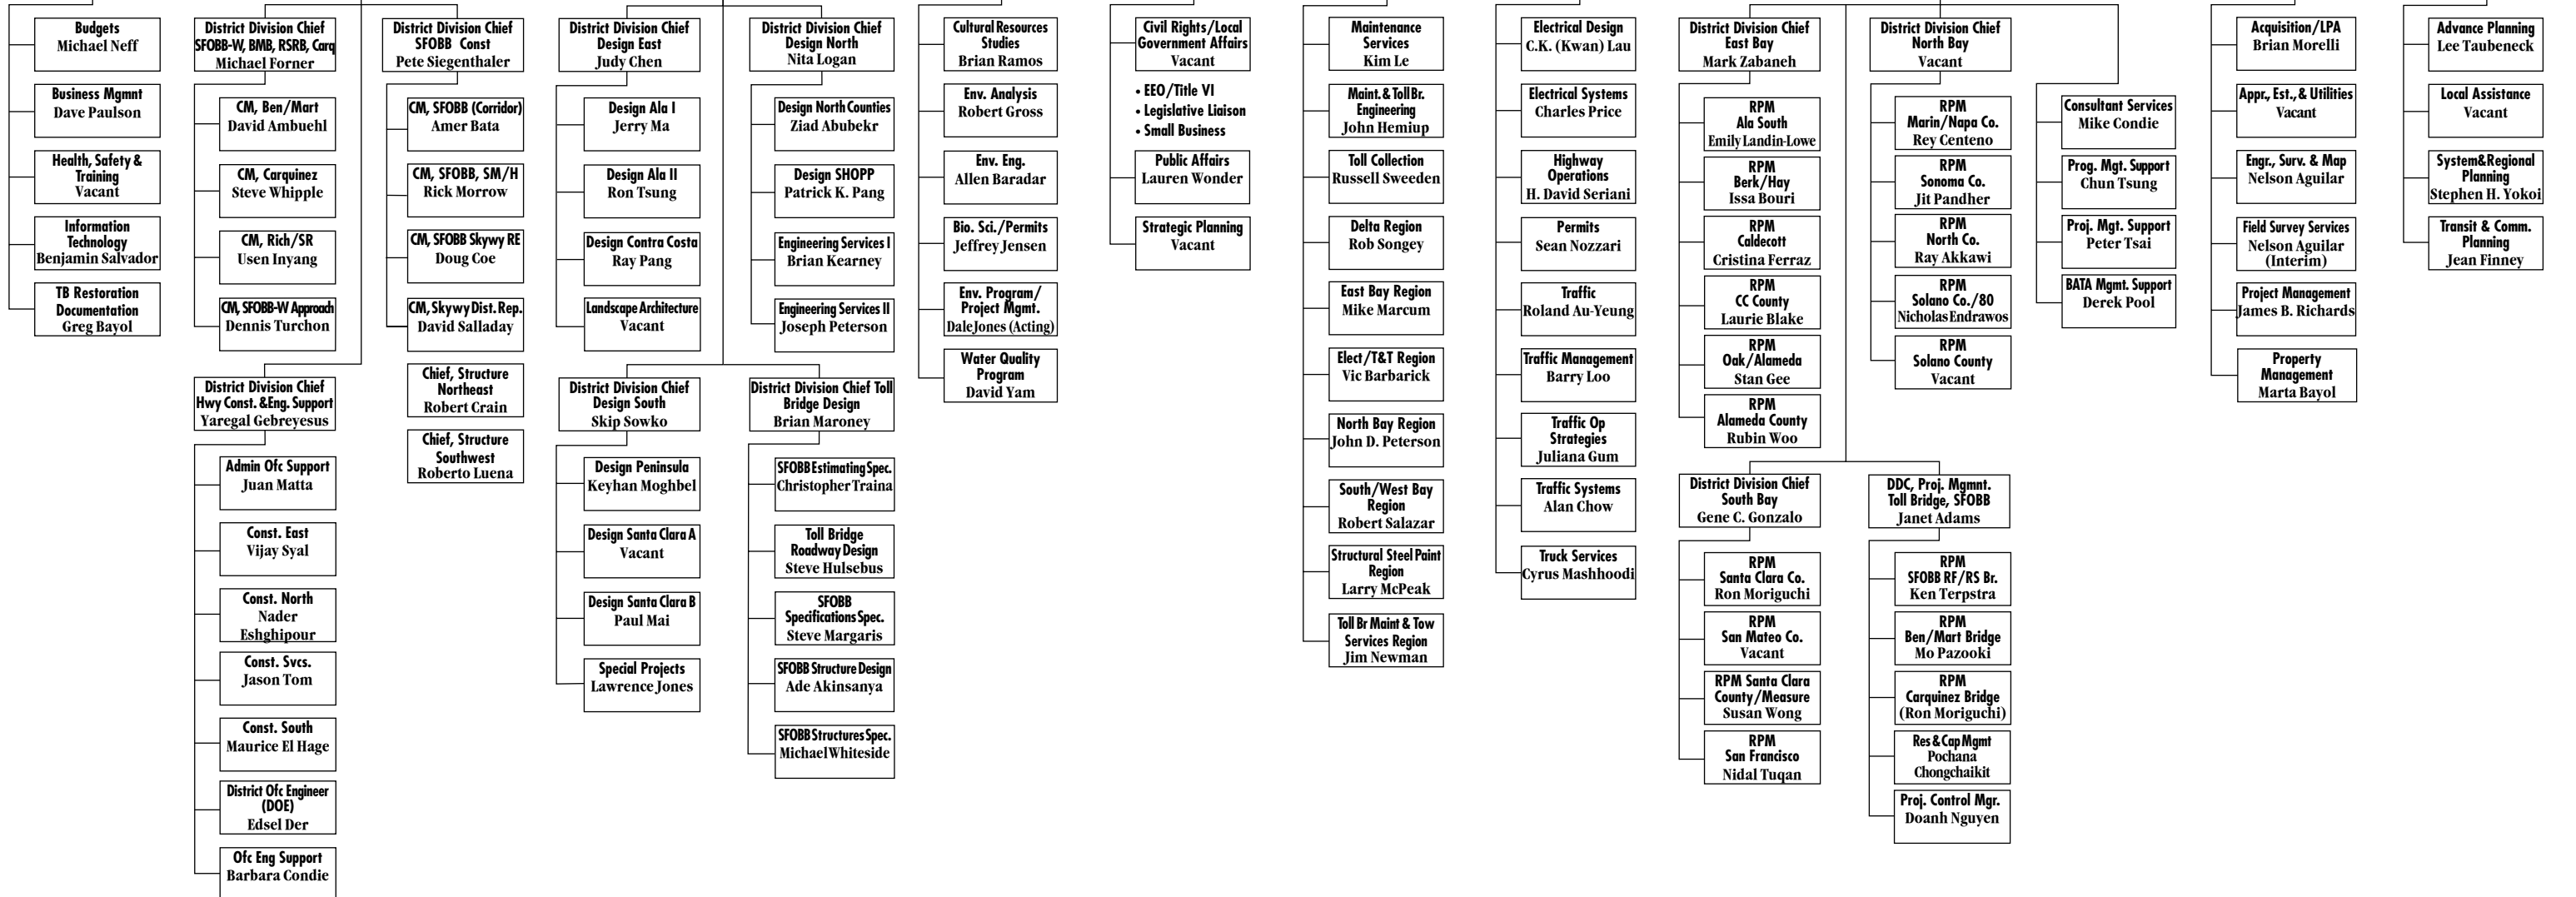 Budgets
Michael Neff
Business Mgmnt
Dave Paulson
Health, Safety &
Training
Vacant
Information
Technology
Benjamin Salvador
TB Restoration
Documentation
Greg Bayol
District Division Chief
SFOBB-W, BMB, RSRB, Carq
Michael Forner
CM, Ben/Mart
David Ambuehl
CM, Carquinez
Steve Whipple
CM, Rich/SR
Usen Inyang
CM, SFOBB-W Approach
Dennis Turchon
District Division Chief
SFOBB Const
Pete Siegenthaler
CM, SFOBB (Corridor)
Amer Bata
CM, SFOBB, SM/H
Rick Morrow
CM, SFOBB Skywy RE
Doug Coe
CM, Skywy Dist. Rep.
David Salladay
Chief, Structure
Northeast
Robert Crain
Chief, Structure
Southwest
Roberto Luena
District Division Chief
Hwy Const. &Eng. Support
Yaregal Gebreyesus
Admin Ofc Support
Juan Matta
Const. East
Vijay Syal
Const. North
Nader
Eshghipour
Const. Svcs.
Jason Tom
Const. South
Maurice El Hage
District Ofc Engineer
(DOE)
Edsel Der
Ofc Eng Support
Barbara Condie
District Division Chief
Design East
Judy Chen
Design Ala I
Jerry Ma
Design Ala II
Ron Tsung
Design Contra Costa
Ray Pang
Landscape Architecture
Vacant
District Division Chief
Design North
Nita Logan
Design North Counties
Ziad Abubekr
Design SHOPP
Patrick K. Pang
Engineering Services I
Brian Kearney
Engineering Services II
Joseph Peterson
District Division Chief
Design South
Skip Sowko
Design Peninsula
Keyhan Moghbel
Design Santa Clara A
Vacant
Design Santa Clara B
Paul Mai
Special Projects
Lawrence Jones
District Division Chief Toll
Bridge Design
Brian Maroney
SFOBB Estimating Spec.
Christopher Traina
Toll Bridge
Roadway Design
Steve Hulsebus
SFOBB
Specifications Spec.
Steve Margaris
SFOBB Structure Design
Ade Akinsanya
SFOBB Structures Spec.
Michael Whiteside
Cultural Resources
Studies
Brian Ramos
Env. Analysis
Robert Gross
Env. Eng.
Allen Baradar
Bio. Sci./Permits
Jeffrey Jensen
Env. Program/
Project Mgmt.
Dale Jones (Acting)
Water Quality
Program
David Yam
Civil Rights/Local
Government Affairs
Vacant
• EEO/Title VI
• Legislative Liaison
• Small Business
Public Affairs
Lauren Wonder
Strategic Planning
Vacant
Maintenance
Services
Kim Le
Maint. & Toll Br.
Engineering
John Hemiup
Toll Collection
Russell Sweeden
Delta Region
Rob Songey
East Bay Region
Mike Marcum
Elect/T&T Region
Vic Barbarick
North Bay Region
John D. Peterson
South/West Bay
Region
Robert Salazar
Structural Steel Paint
Region
Larry McPeak
Toll Br Maint & Tow
Services Region
Jim Newman
Electrical Design
C.K. (Kwan) Lau
Electrical Systems
Charles Price
Highway
Operations
H. David Seriani
Permits
Sean Nozzari
Traffic
Roland Au-Yeung
Traffic Management
Barry Loo
Traffic Op
Strategies
Juliana Gum
Traffic Systems
Alan Chow
Truck Services
Cyrus Mashhoodi
District Division Chief
East Bay
Mark Zabaneh
RPM
Ala South
Emily Landin-Lowe
RPM
Berk/Hay
Issa Bouri
RPM
Caldecott
Cristina Ferraz
RPM
CC County
Laurie Blake
RPM
Oak/Alameda
Stan Gee
RPM
Alameda County
Rubin Woo
District Division Chief
North Bay
Vacant
RPM
Marin/Napa Co.
Rey Centeno
RPM
Sonoma Co.
Jit Pandher
RPM
North Co.
Ray Akkawi
RPM
Solano Co./80
Nicholas Endrawos
RPM
Solano County
Vacant
Consultant Services
Mike Condie
Prog. Mgt. Support
Chun Tsung
Proj. Mgt. Support
Peter Tsai
BATA Mgmt. Support
Derek Pool
District Division Chief
South Bay
Gene C. Gonzalo
RPM
Santa Clara Co.
Ron Moriguchi
RPM
San Mateo Co.
Vacant
RPM Santa Clara
County/Measure
Susan Wong
RPM
San Francisco
Nidal Tuqan
DDC, Proj. Mgmnt.
Toll Bridge, SFOBB
Janet Adams
RPM
SFOBB RF/RS Br.
Ken Terpstra
RPM
Ben/Mart Bridge
Mo Pazooki
RPM
Carquinez Bridge
(Ron Moriguchi)
Res & Cap Mgmt
Pochana
Chongchaikit
Proj. Control Mgr.
Doanh Nguyen
Acquisition/LPA
Brian Morelli
Appr., Est., & Utilities
Vacant
Engr., Surv. & Map
Nelson Aguilar
Field Survey Services
Nelson Aguilar
(Interim)
Project Management
James B. Richards
Property
Management
Marta Bayol
Advance Planning
Lee Taubeneck
Local Assistance
Vacant
System&Regional
Planning
Stephen H. Yokoi
Transit & Comm.
Planning
Jean Finney